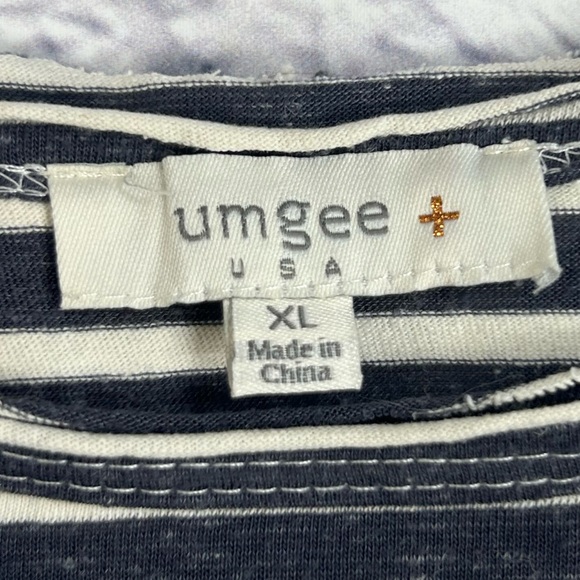 umgee +
USA
XL
Made in
China